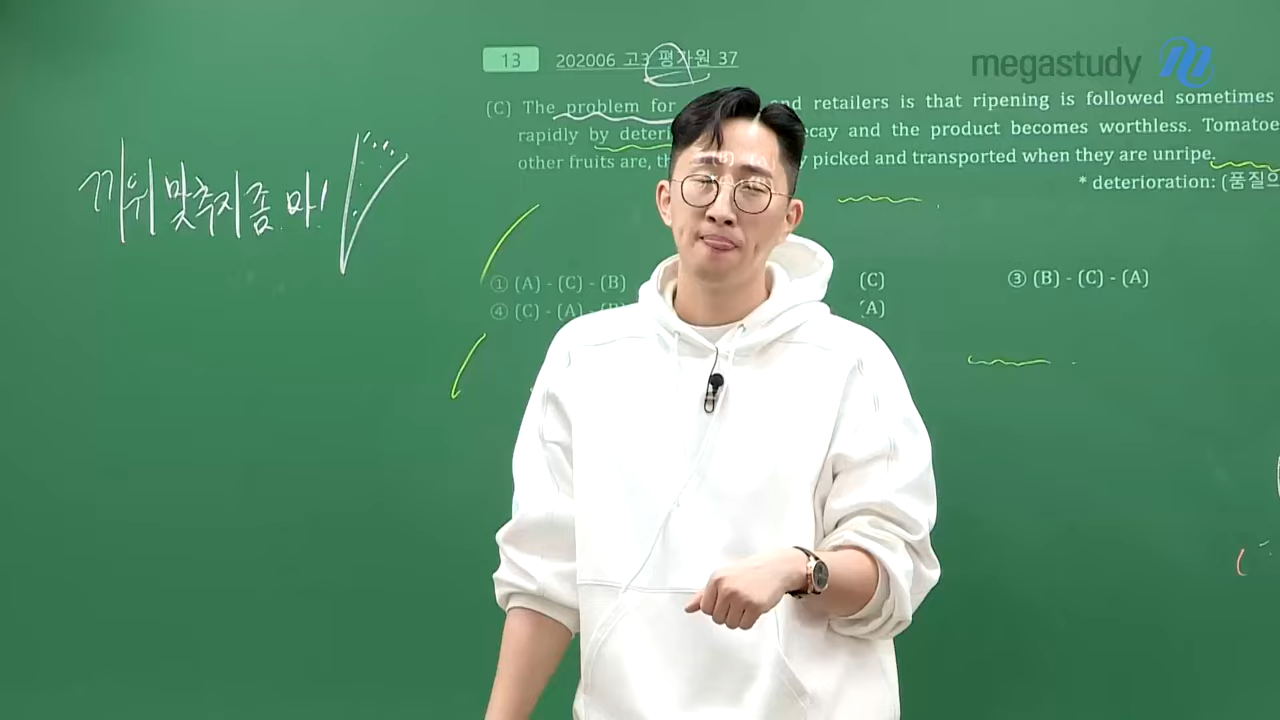 megastudy
13 202006 고3 평가원 37
(C) The problem for and retailers is that ripening is followed sometimes
rapidly by deteri ecay and the product becomes worthless. Tomatoe
other fruits are, th y picked and transported when they are unripe.
* deterioration: (품질의
끼워 맞추지 좀 마!
① (A) - (C) - (B) (C) ③ (B) - (C) - (A)
④ (C) - (A) - (B) (A)